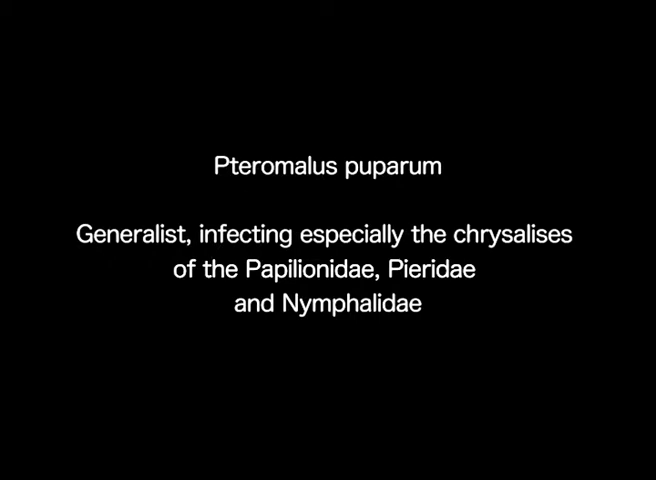 Pteromalus puparum
Generalist, infecting especially the chrysalises
of the Papilionidae, Pieridae
and Nymphalidae